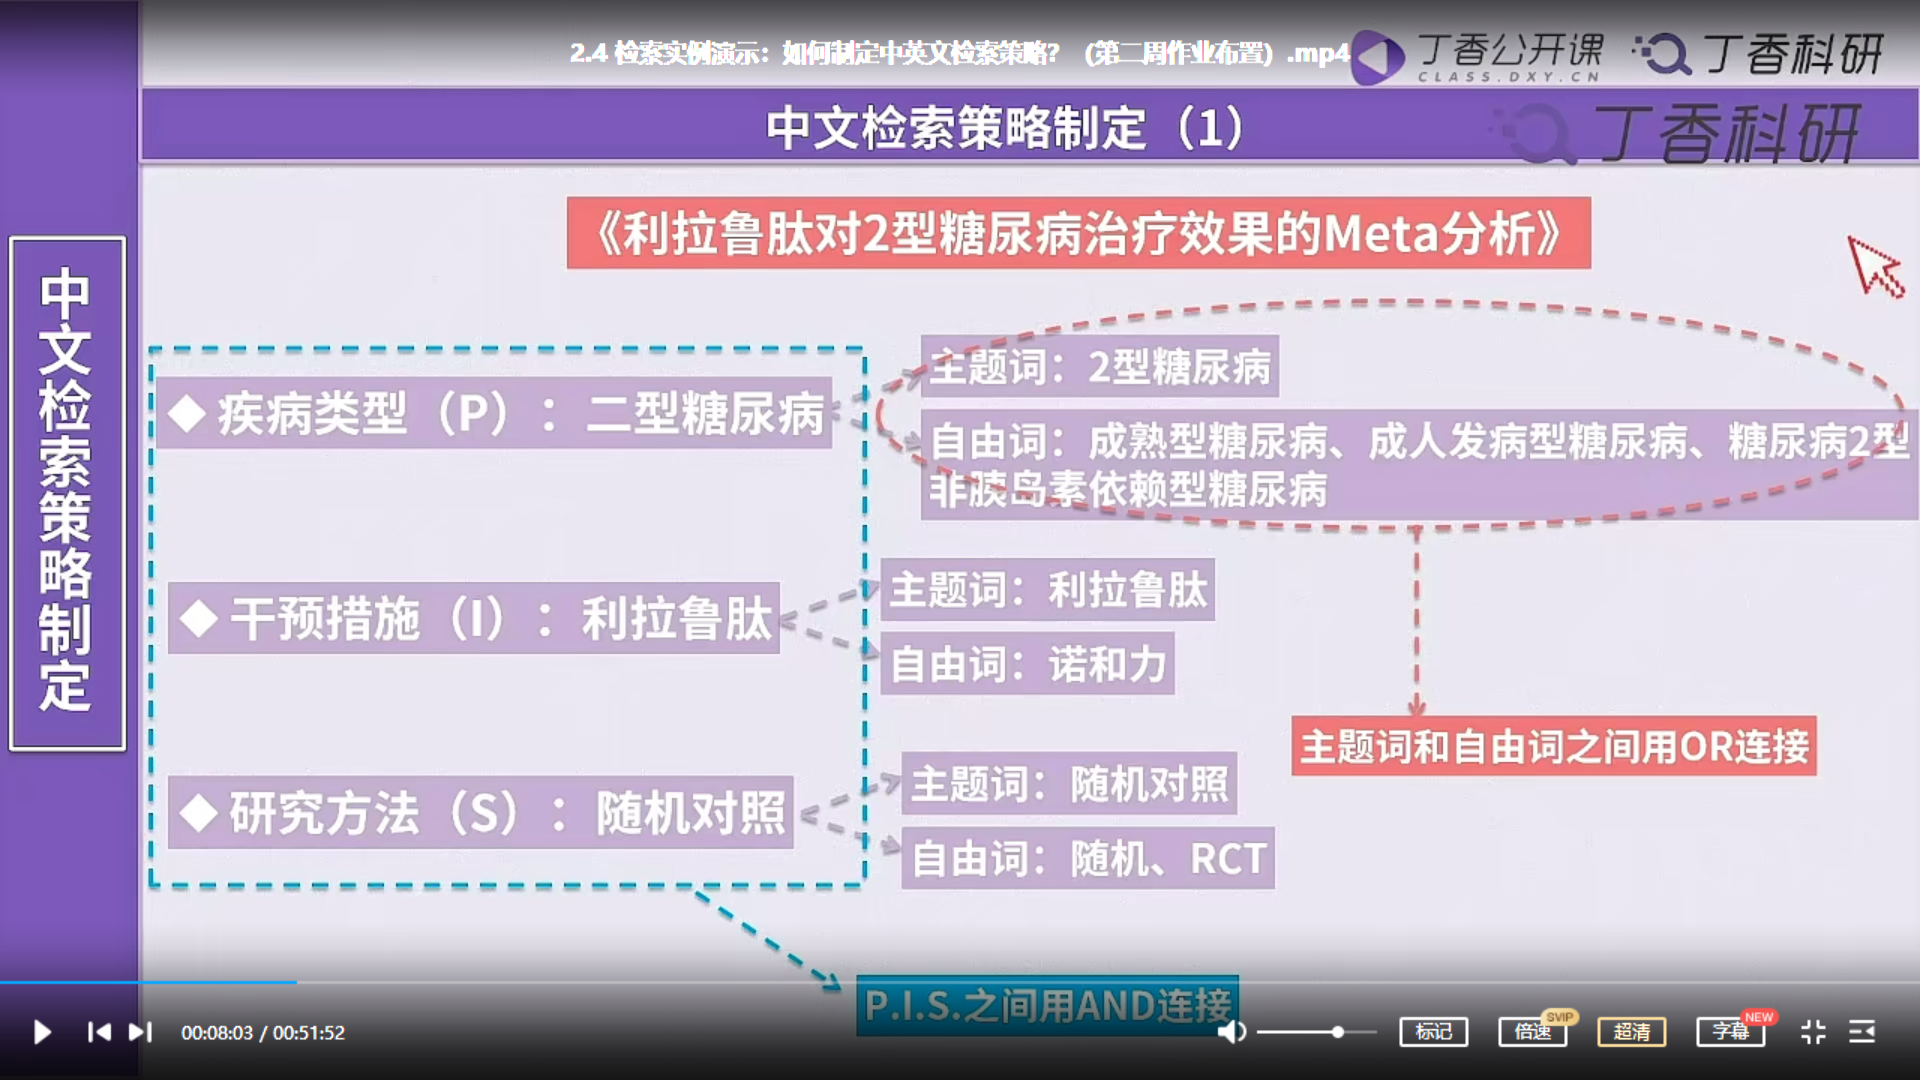 2.4 检索实例演示：如何制定中英文检索策略？（第二周作业布置）.mp4
丁香公开课
CLASS.DXY.CN
丁香科研
中文检索策略制定（1）
丁香科研
中文检索策略制定
《利拉鲁肽对2型糖尿病治疗效果的Meta分析》
◆ 疾病类型（P）：二型糖尿病
主题词：2型糖尿病
自由词：成熟型糖尿病、成人发病型糖尿病、糖尿病2型
非胰岛素依赖型糖尿病
◆ 干预措施（I）：利拉鲁肽
主题词：利拉鲁肽
自由词：诺和力
主题词和自由词之间用OR连接
◆ 研究方法（S）：随机对照
主题词：随机对照
自由词：随机、RCT
P.I.S.之间用AND连接
00:08:03 / 00:51:52
标记
倍速
SVIP
超清
字幕
NEW